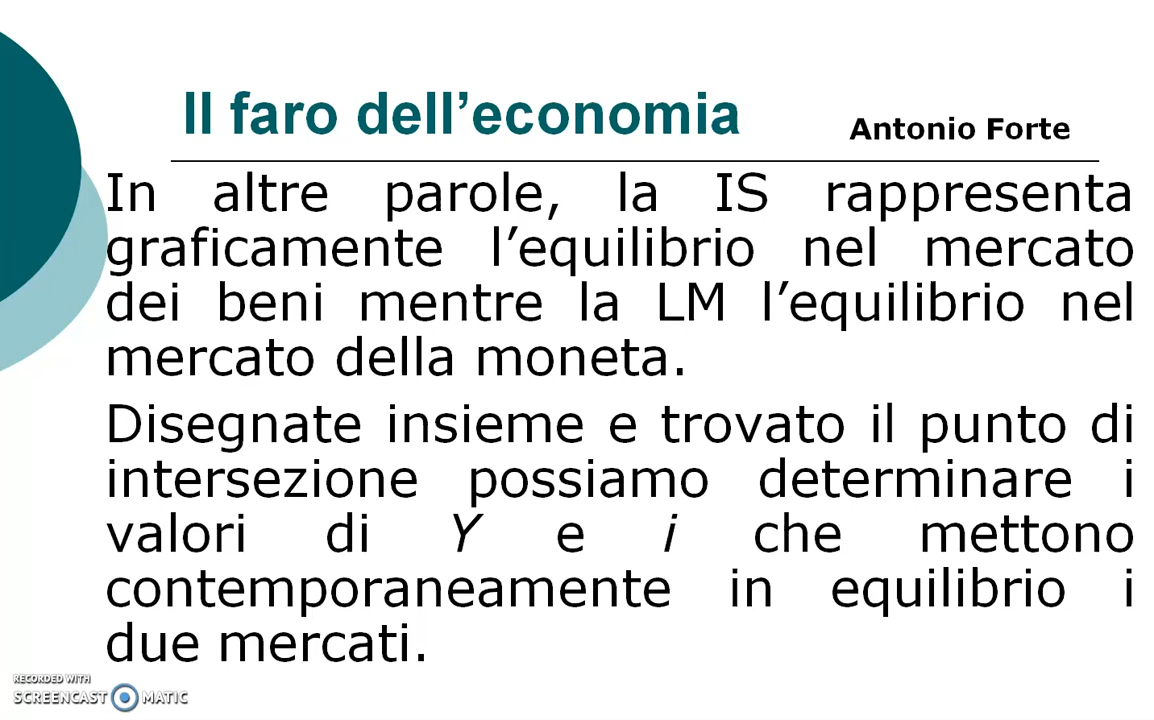 Il faro dell’economia
Antonio Forte
In altre parole, la IS rappresenta
graficamente l’equilibrio nel mercato
dei beni mentre la LM l’equilibrio nel
mercato della moneta.
Disegnate insieme e trovato il punto di
intersezione possiamo determinare i
valori di Y e i che mettono
contemporaneamente in equilibrio i
due mercati.
RECORDED WITH
SCREENCAST MATIC